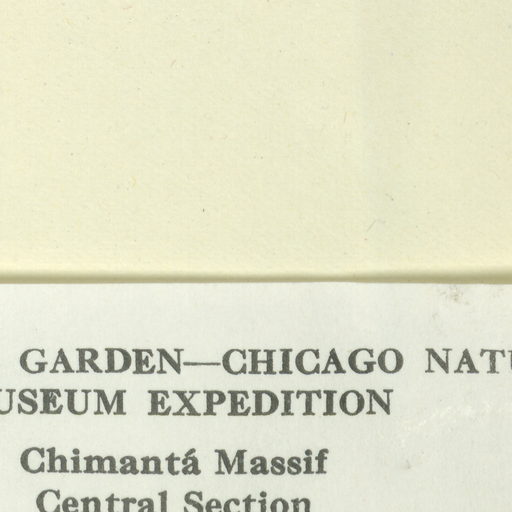 GARDEN—CHICAGO NATU
USEUM EXPEDITION
Chimantá Massif
Central Section